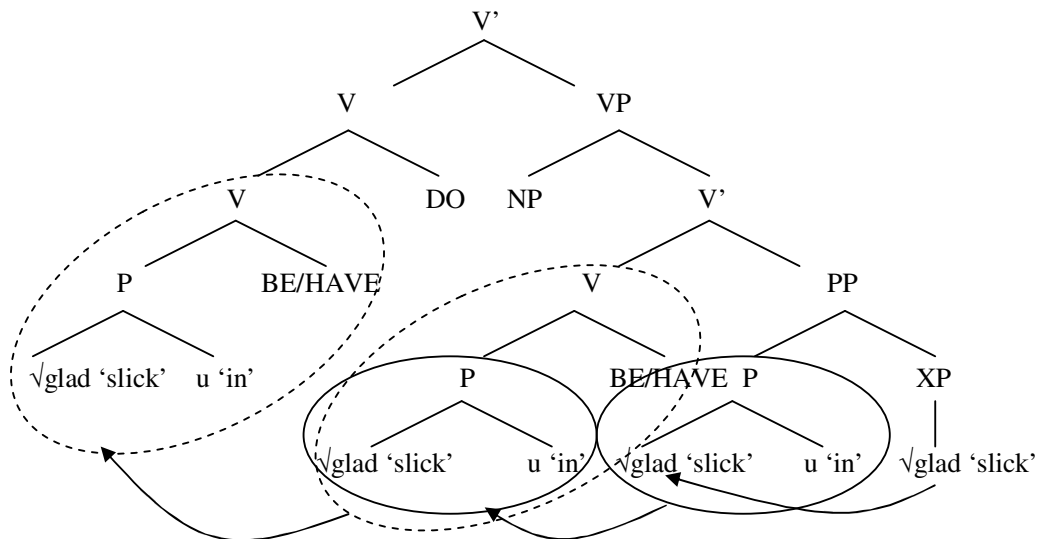 V’
V VP
V DO NP V’
P BE/HAVE V PP
√glad ‘slick’ u ‘in’ P BE/HAVE P XP
√glad ‘slick’ u ‘in’ √glad ‘slick’ u ‘in’ √glad ‘slick’